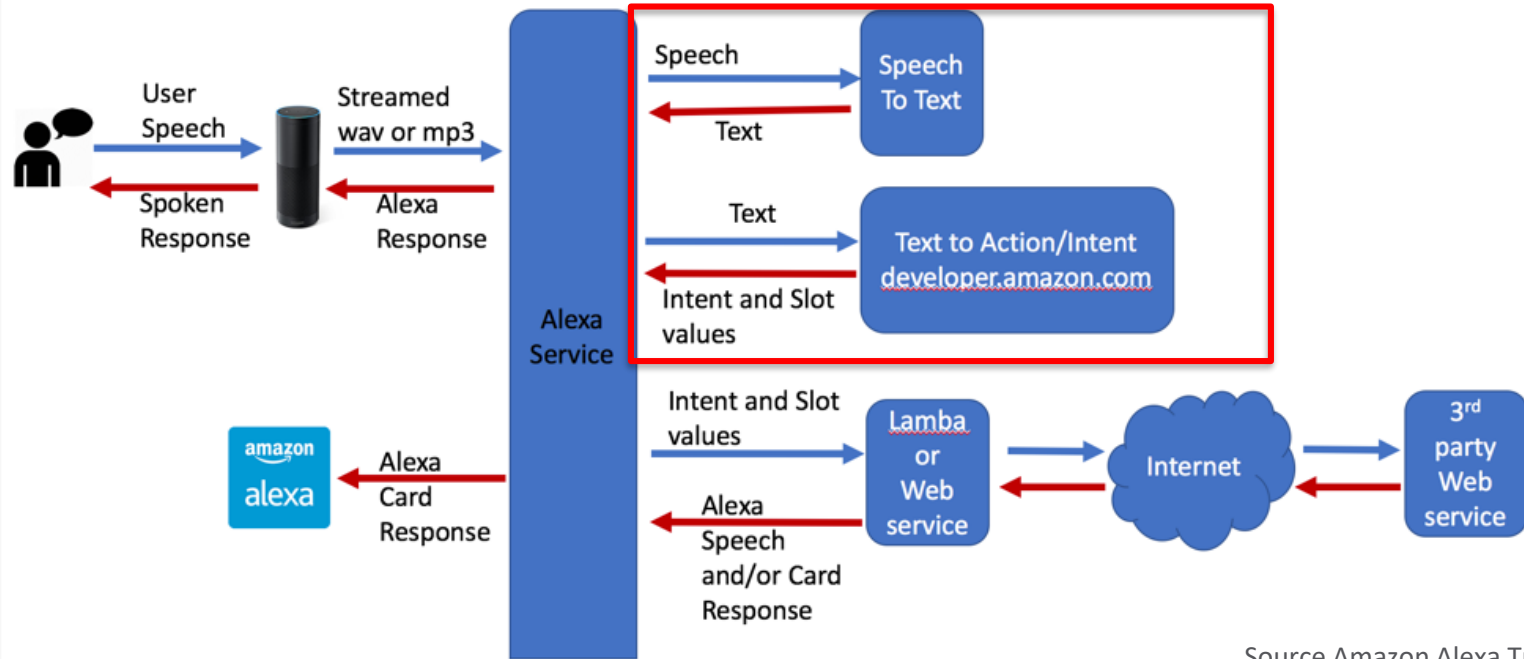 User
Speech
Streamed
wav or mp3
Spoken
Response
Alexa
Response
Alexa
Service
Speech
Text
Speech
To Text
Text
Intent and Slot
values
Text to Action/Intent
developer.amazon.com
amazon
alexa
Alexa
Card
Response
Intent and Slot
values
Alexa
Speech
and/or Card
Response
Lamba
or
Web
service
Internet
3rd
party
Web
service
Source Amazon Alexa